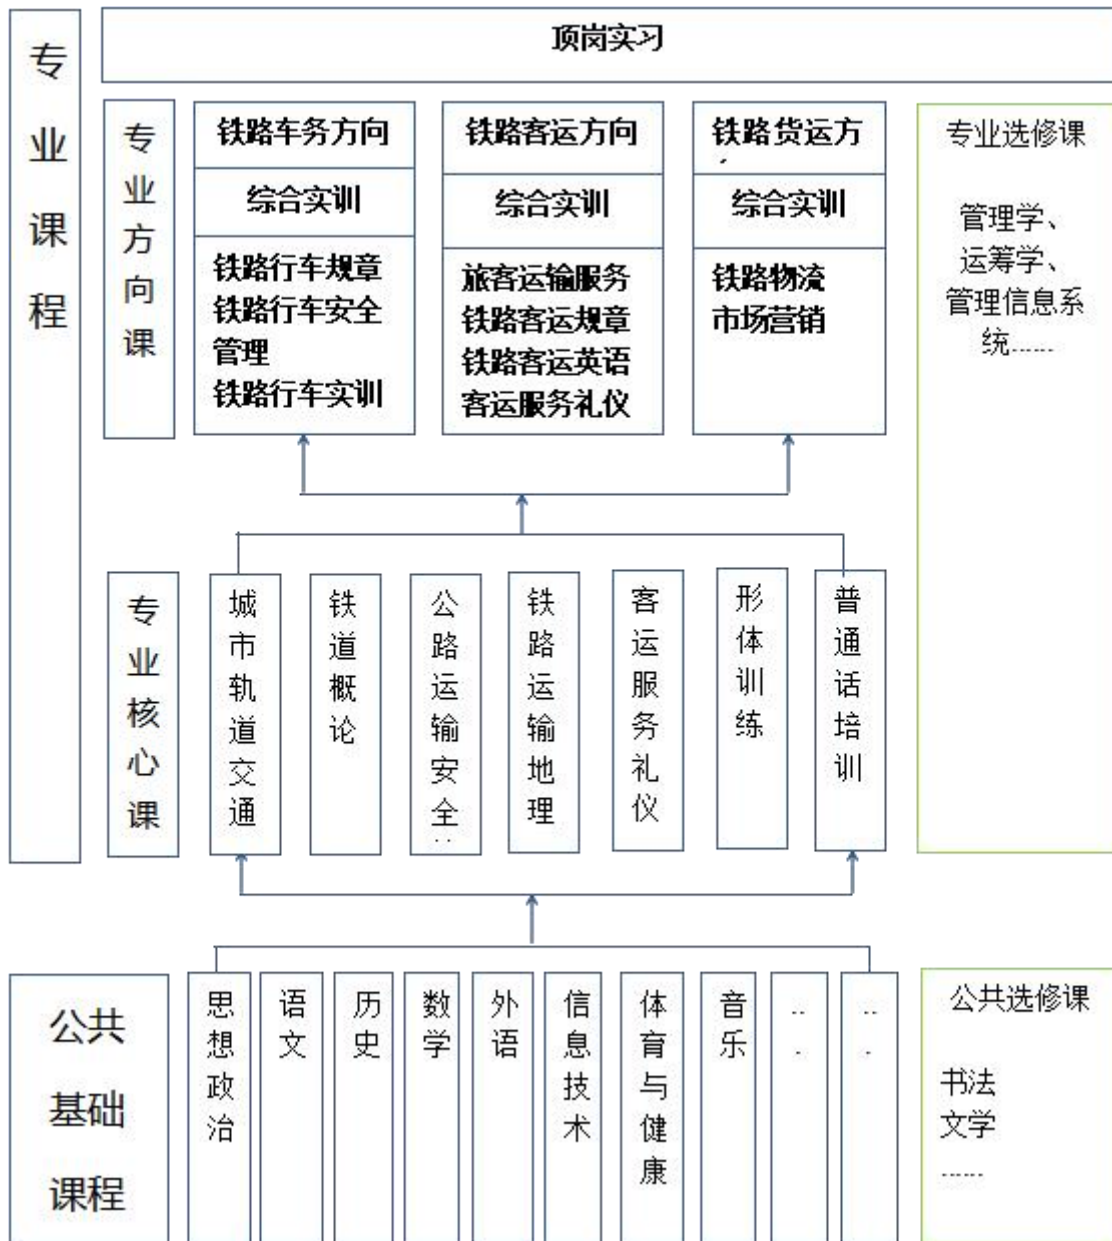 专业课程
顶岗实习
专业方向课
铁路车务方向
综合实训
铁路行车规章
铁路行车安全
管理
铁路行车实训
铁路客运方向
综合实训
旅客运输服务
铁路客运规章
铁路客运英语
客运服务礼仪
铁路货运方
综合实训
铁路物流
市场营销
专业选修课
管理学、
运筹学、
管理信息系
统……
专业核心课
城市轨道交通
铁道概论
公路运输安全
铁路运输地理
客运服务礼仪
形体训练
普通话培训
公共
基础
课程
思想政治
语文
历史
数学
外语
信息技术
体育与健康
音乐
...
...
公共选修课
书法
文学
……